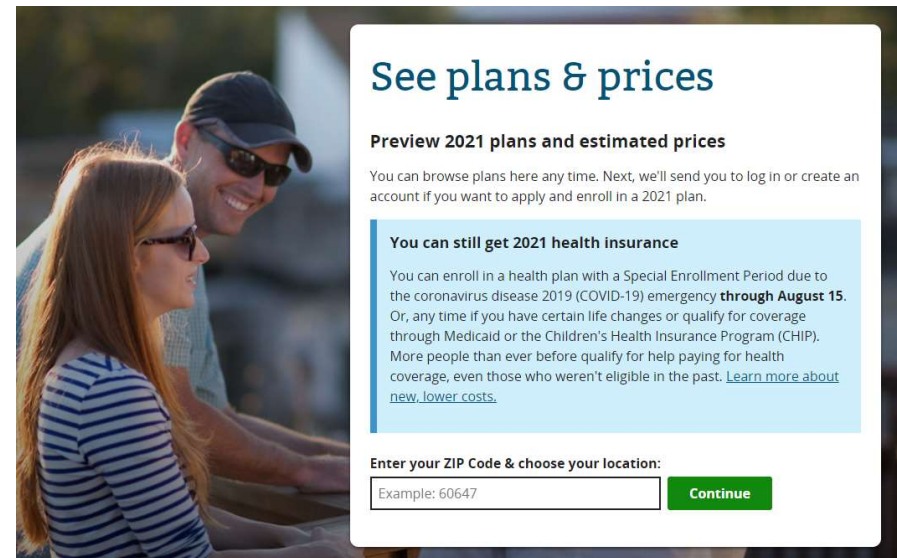 See plans & prices
Preview 2021 plans and estimated prices
You can browse plans here any time. Next, we'll send you to log in or create an
account if you want to apply and enroll in a 2021 plan.
You can still get 2021 health insurance
You can enroll in a health plan with a Special Enrollment Period due to
the coronavirus disease 2019 (COVID-19) emergency through August 15.
Or, any time if you have certain life changes or qualify for coverage
through Medicaid or the Children's Health Insurance Program (CHIP).
More people than ever before qualify for help paying for health
coverage, even those who weren't eligible in the past. Learn more about
new, lower costs.
Enter your ZIP Code & choose your location:
Example: 60647
Continue